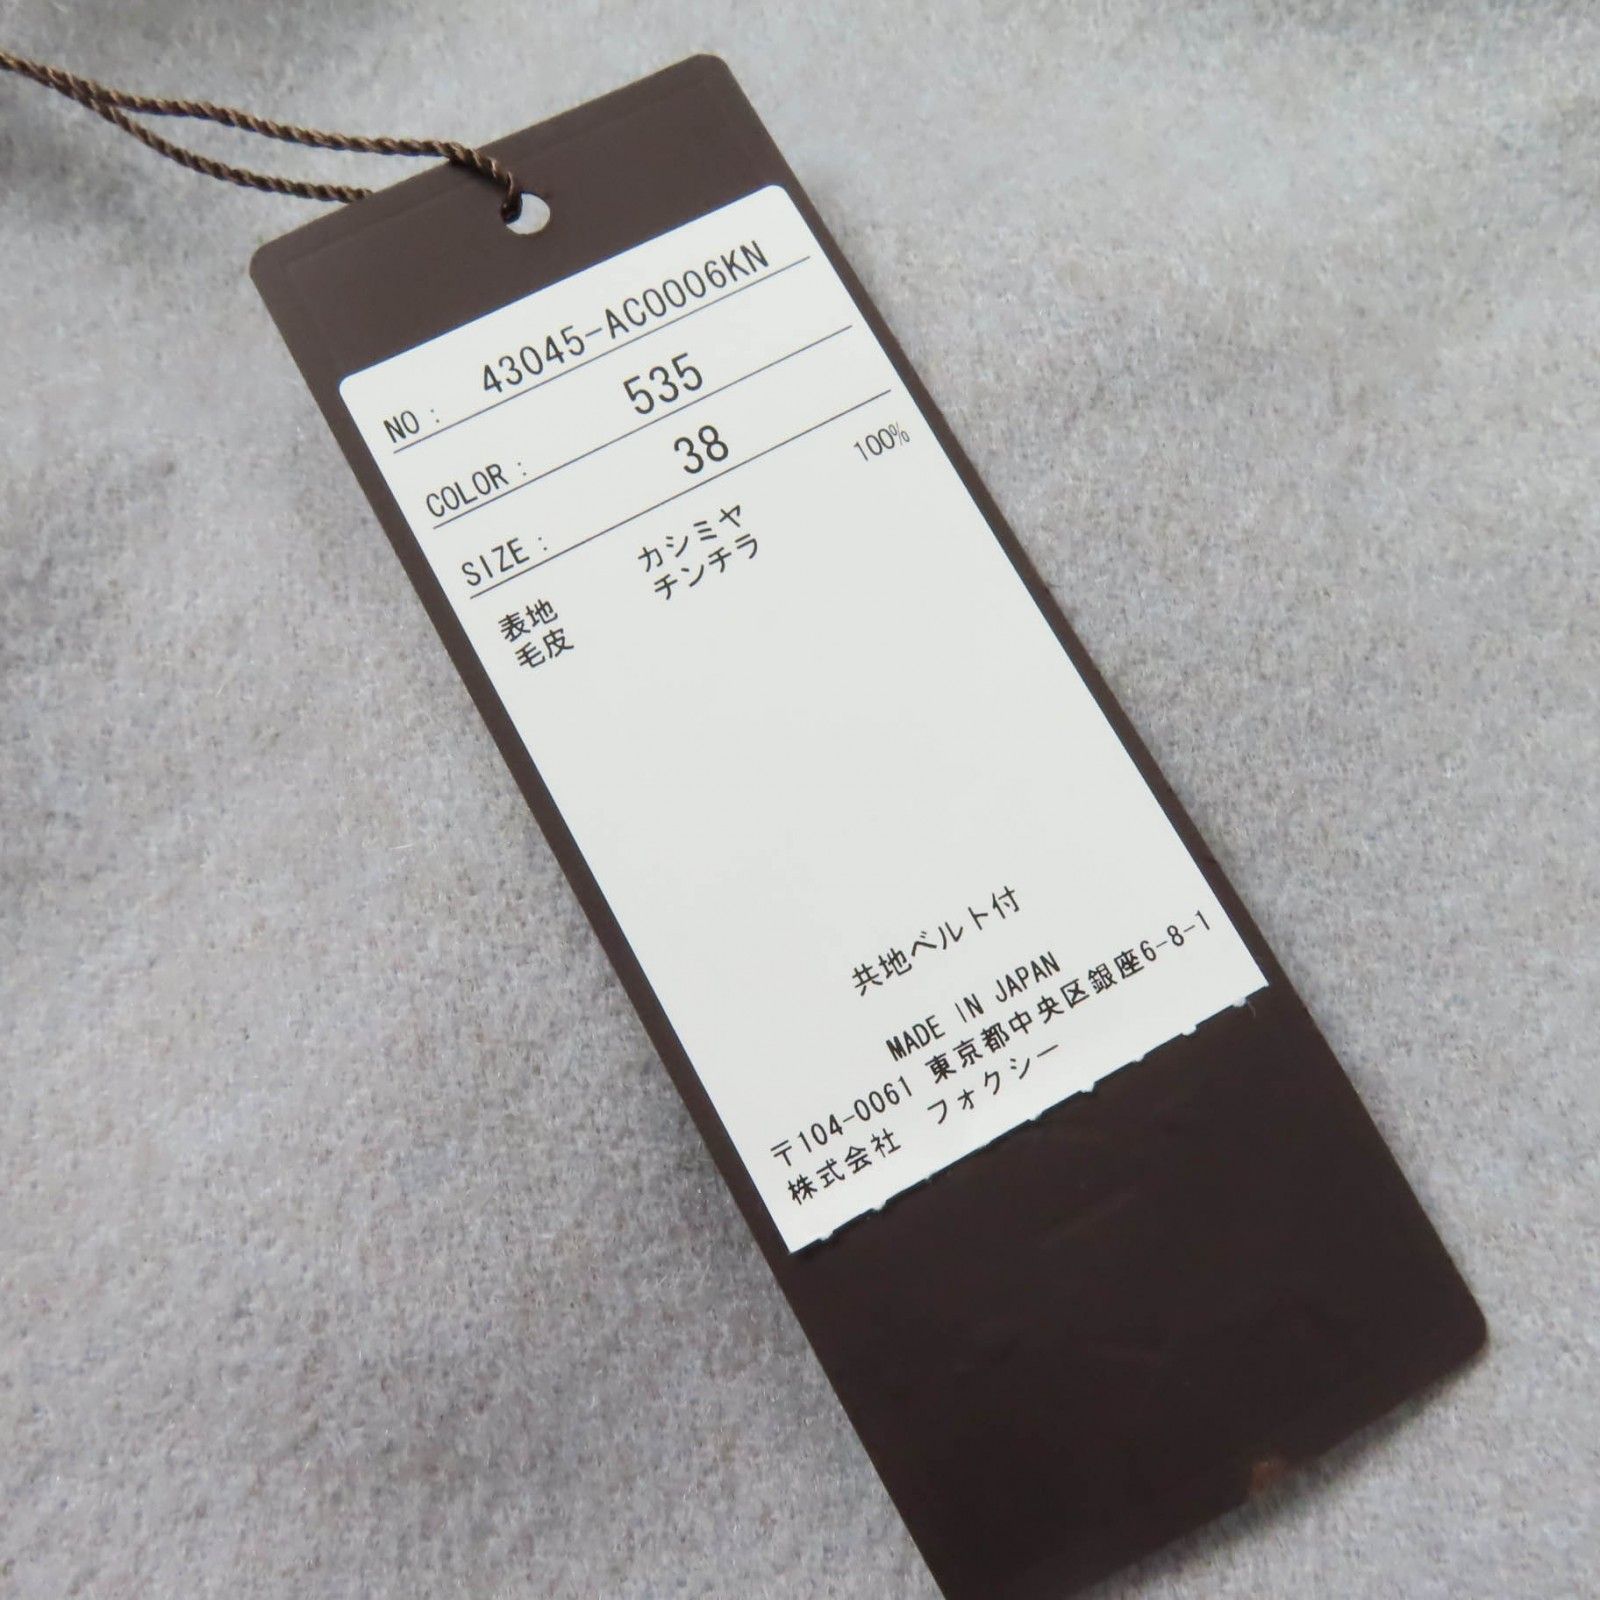 NO : 43045-AC0006KN
COLOR : 535
SIZE : 38
表地 カシミヤ 100%
毛皮 チンチラ
共地ベルト付
MADE IN JAPAN
〒104-0061 東京都中央区銀座6-8-1
株式会社 フォクシー